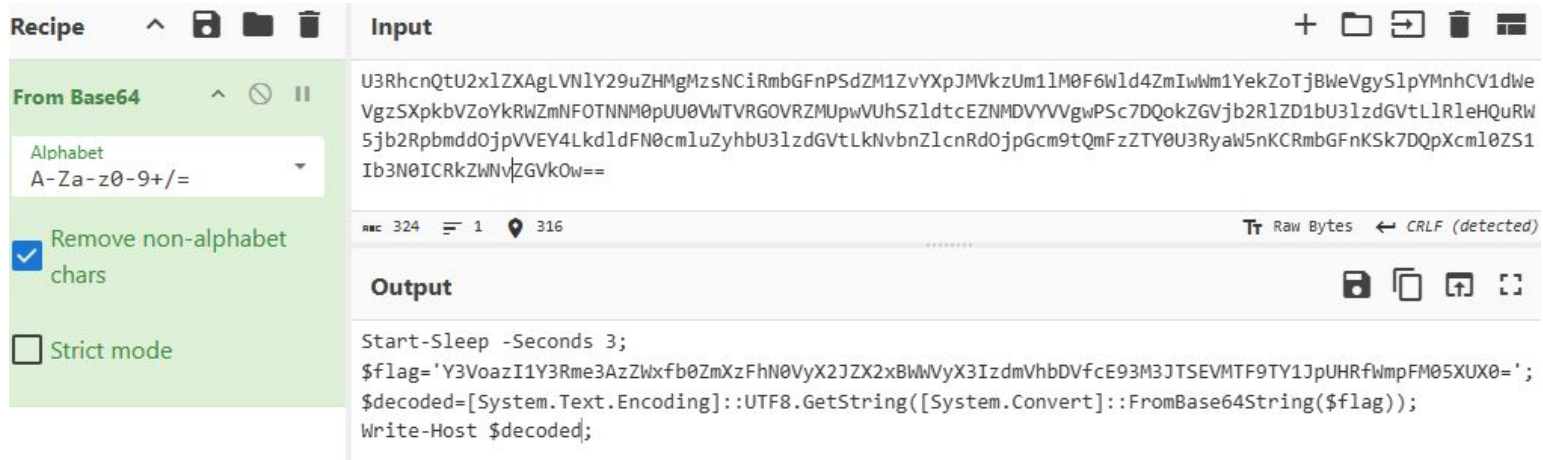 Recipe
Input
From Base64
Alphabet
A-Za-z0-9+/=
Remove non-alphabet
chars
Strict mode
U3RhcnQtU2xlZXAgLVNlY29uZHMgMzsNCiRmbGFnPSdZM1ZvYXpJMVkzUm1lM0F6Wld4ZmIwWm1YekZoTjBWeVgySlpYMnhCV1dWe
VgzSXpkbVZoYkRWZmNFOTNNM0pUU0VWTVRGOVRZMUpwVUhSZldtcEZNMDVYVVgwPSc7DQokZGVjb2RlZD1bU3lzdGVtLlRleHQuRW
5jb2RpbmddOjpVVEY4LkdldFN0cmluZyhbU3lzdGVtLkNvbnZlcnRdOjpGcm9tQmFzZTY0U3RyaW5nKCRmbGFnKSk7DQpXcml0ZS1
Ib3N0ICRkZWNvZGVkOw==
ABC 324 1 316 Tт Raw Bytes CRLF (detected)
Output
Start-Sleep -Seconds 3;
$flag='Y3VoazI1Y3Rme3AzZWxfb0ZmXzFhN0VyX2JZX2xBWWVyX3IzdmVhbDVfcE93M3JTSEVMTF9TY1JpUHRfWmpFM05XUX0=';
$decoded=[System.Text.Encoding]::UTF8.GetString([System.Convert]::FromBase64String($flag));
Write-Host $decoded;